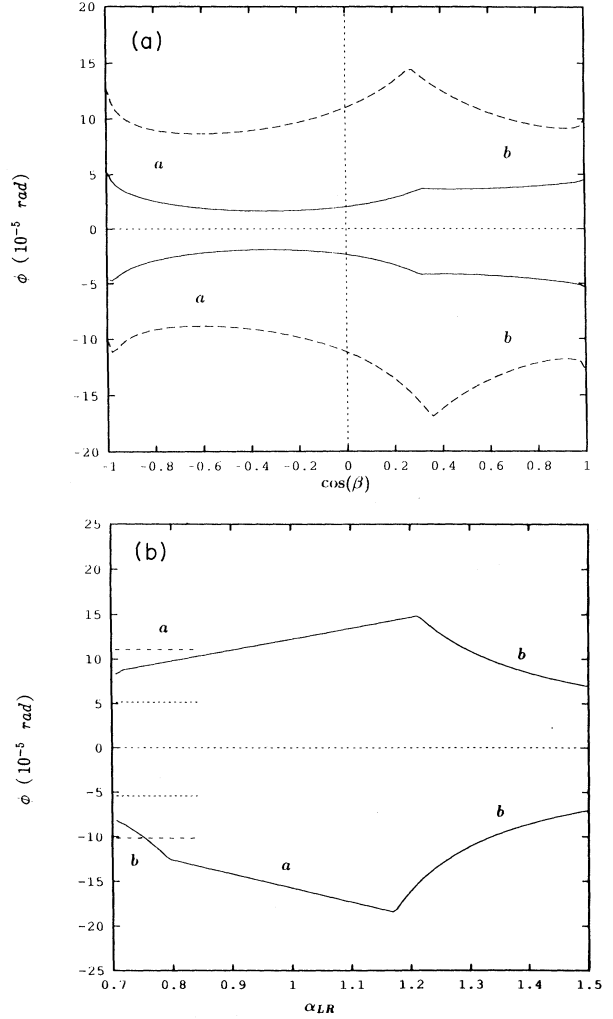 20
(a)
15
10
b
a
5
0
-5
a
b
-10
-15
-20
-1 -0.8 -0.6 -0.4 -0.2 0 0.2 0.4 0.6 0.8 1
cos(β)
ϕ (10⁻⁵ rad)
25
(b)
20
15
a
b
10
5
0
-5
b
-10
b
a
-15
-20
-25
0.7 0.8 0.9 1 1.1 1.2 1.3 1.4 1.5
α_LR
ϕ (10⁻⁵ rad)